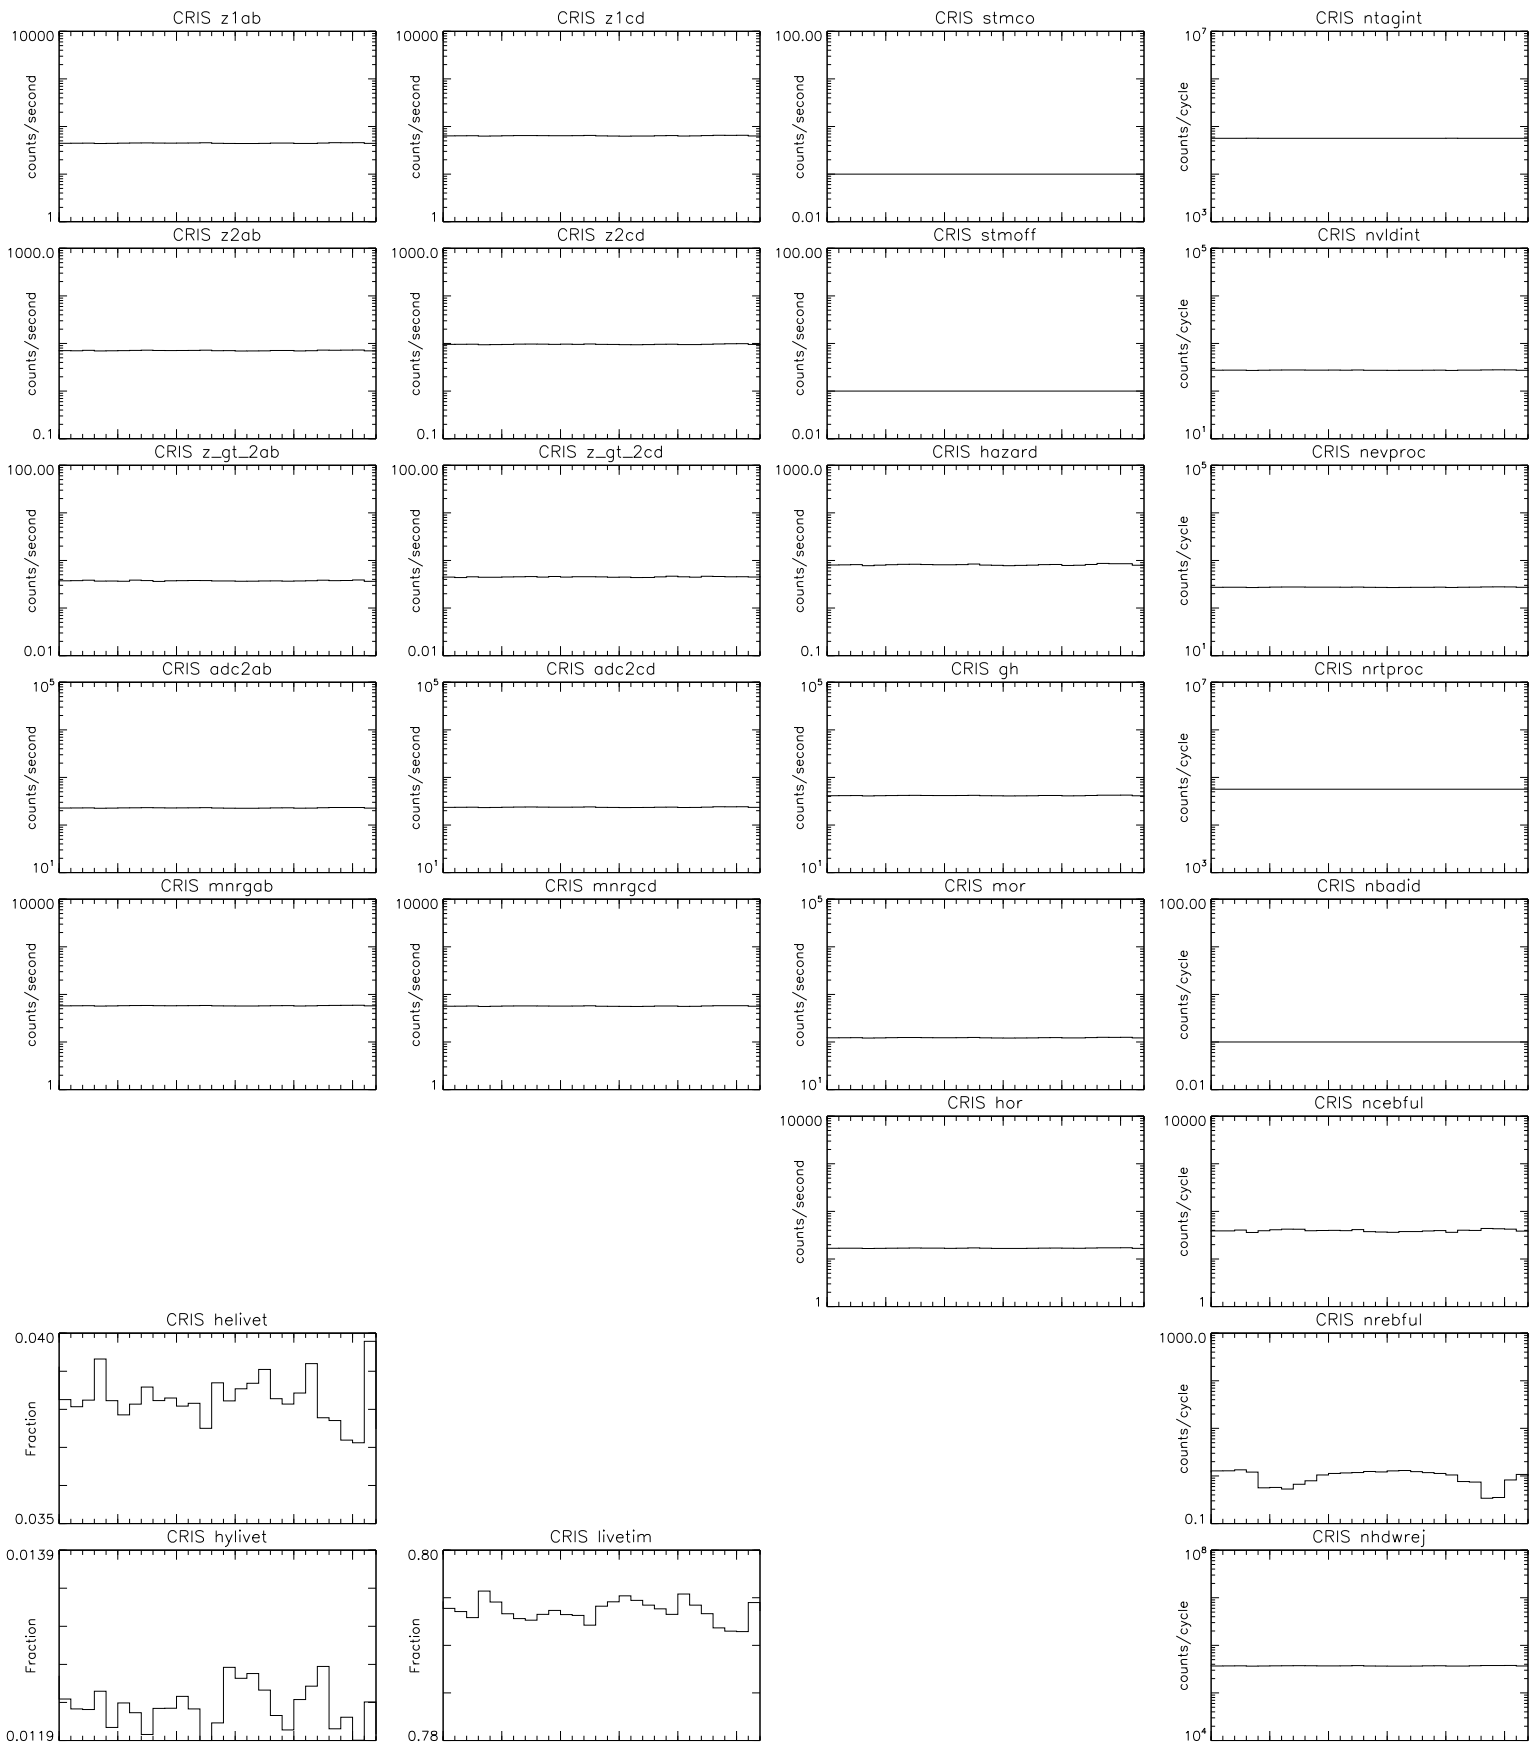 CRIS z1ab
CRIS z1cd
CRIS stmco
CRIS ntagint
10000
counts/second
1
10000
counts/second
1
100.00
counts/second
0.01
10^7
counts/cycle
10^3
CRIS z2ab
CRIS z2cd
CRIS stmoff
CRIS nvldint
1000.0
counts/second
0.1
1000.0
counts/second
0.1
100.00
counts/second
0.01
10^5
counts/cycle
10^1
CRIS z_gt_2ab
CRIS z_gt_2cd
CRIS hazard
CRIS nevproc
100.00
counts/second
0.01
100.00
counts/second
0.01
1000.0
counts/second
0.1
10^5
counts/cycle
10^1
CRIS adc2ab
CRIS adc2cd
CRIS gh
CRIS nrtproc
10^5
counts/second
10^1
10^5
counts/second
10^1
10^5
counts/second
10^1
10^7
counts/cycle
10^3
CRIS mnrgab
CRIS mnrgcd
CRIS mor
CRIS nbadid
10000
counts/second
1
10000
counts/second
1
10^5
counts/second
10^1
100.00
counts/cycle
0.01
CRIS hor
CRIS ncebful
10000
counts/second
1
10000
counts/cycle
1
CRIS helivet
CRIS nrebful
0.040
Fraction
0.035
1000.0
counts/cycle
0.1
CRIS hylivet
CRIS livetim
CRIS nhdwrej
0.0139
Fraction
0.0119
0.80
Fraction
0.78
10^8
counts/cycle
10^4